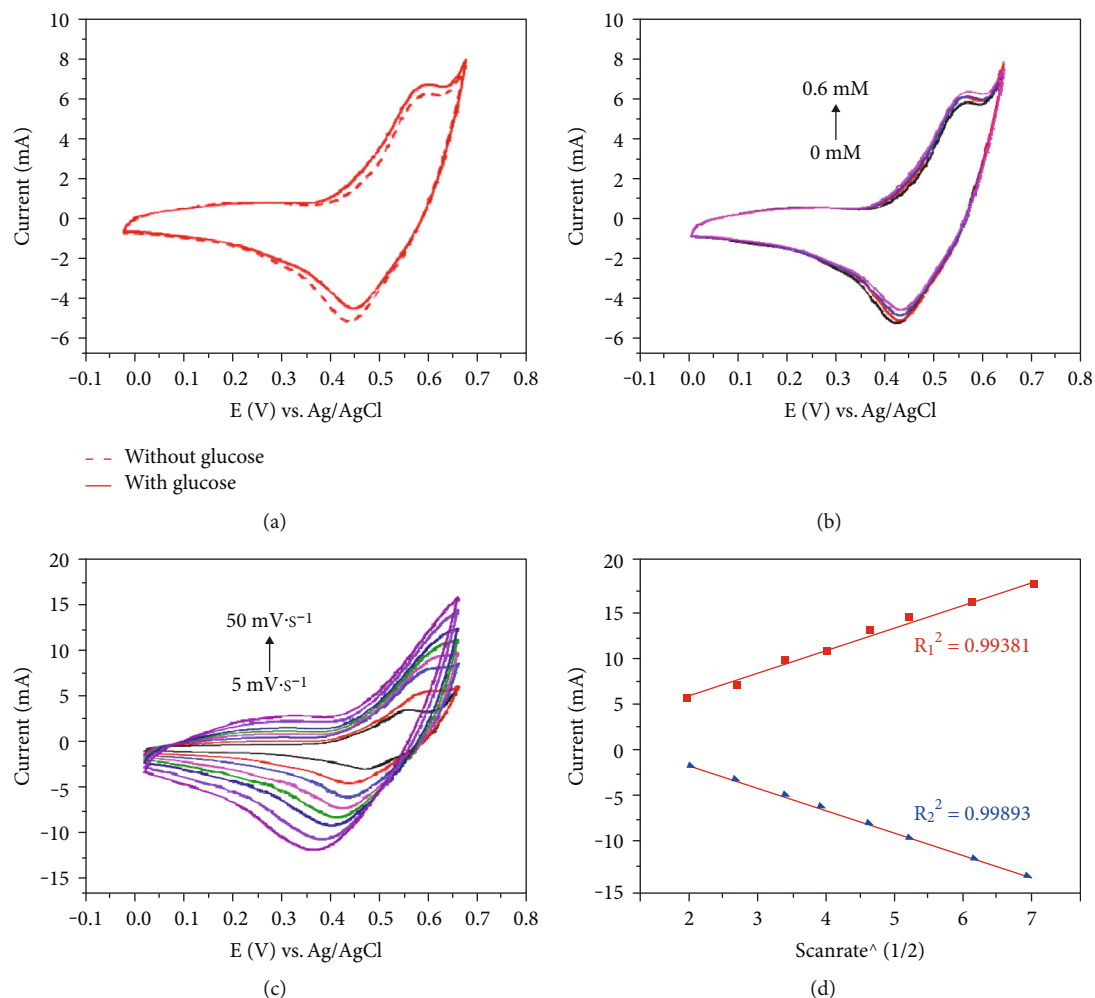 10
8
6
4
2
0
−2
−4
−6
Current (mA)
−0.1 0.0 0.1 0.2 0.3 0.4 0.5 0.6 0.7 0.8
E (V) vs. Ag/AgCl
Without glucose
With glucose
(a)
10
8
6
4
2
0
−2
−4
−6
Current (mA)
0.6 mM
0 mM
−0.1 0.0 0.1 0.2 0.3 0.4 0.5 0.6 0.7 0.8
E (V) vs. Ag/AgCl
(b)
20
15
10
5
0
−5
−10
−15
Current (mA)
50 mV·s⁻¹
5 mV·s⁻¹
−0.1 0.0 0.1 0.2 0.3 0.4 0.5 0.6 0.7 0.8
E (V) vs. Ag/AgCl
(c)
20
15
10
5
0
−5
−10
−15
Current (mA)
R₁² = 0.99381
R₂² = 0.99893
2 3 4 5 6 7
Scanrate^ (1/2)
(d)